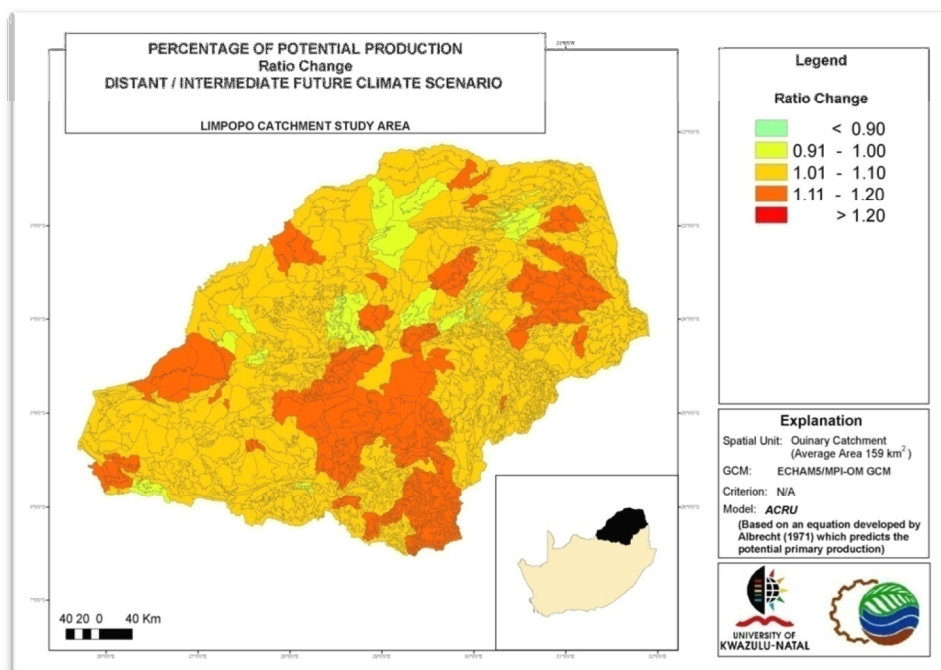 PERCENTAGE OF POTENTIAL PRODUCTION
Ratio Change
DISTANT / INTERMEDIATE FUTURE CLIMATE SCENARIO
LIMPOPO CATCHMENT STUDY AREA
Legend
Ratio Change
< 0.90
0.91 - 1.00
1.01 - 1.10
1.11 - 1.20
> 1.20
Explanation
Spatial Unit: Quinary Catchment
(Average Area 159 km²)
GCM: ECHAM5/MPI-OM GCM
Criterion: N/A
Model: ACRU
(Based on an equation developed by
Albrecht (1971) which predicts the
potential primary production)
40 20 0 40 Km
UNIVERSITY OF
KWAZULU-NATAL